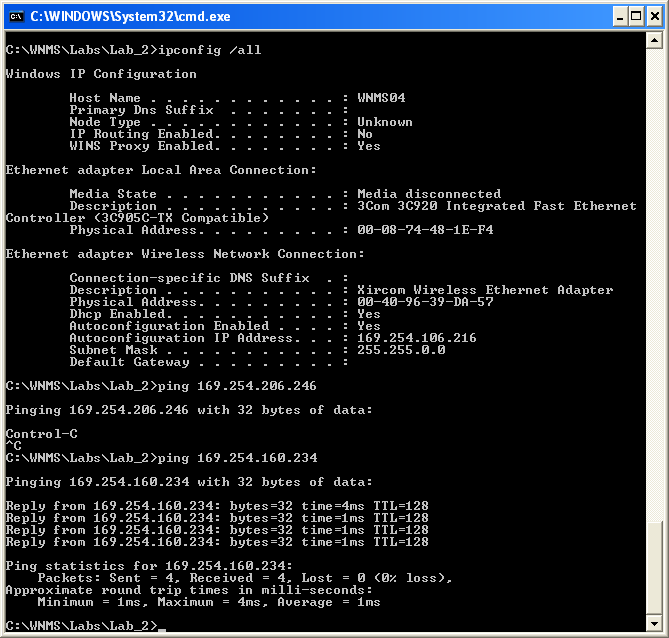 C:\WINDOWS\System32\cmd.exe
C:\WNMS\Labs\Lab_2>ipconfig /all
Windows IP Configuration
Host Name . . . . . . . . . . . . : WNMS04
Primary Dns Suffix  . . . . . . . :
Node Type . . . . . . . . . . . . : Unknown
IP Routing Enabled. . . . . . . . : No
WINS Proxy Enabled. . . . . . . . : Yes
Ethernet adapter Local Area Connection:
Media State . . . . . . . . . . . : Media disconnected
Description . . . . . . . . . . . : 3Com 3C920 Integrated Fast Ethernet
Controller (3C905C-TX Compatible)
Physical Address. . . . . . . . . : 00-08-74-48-1E-F4
Ethernet adapter Wireless Network Connection:
Connection-specific DNS Suffix  . :
Description . . . . . . . . . . . : Xircom Wireless Ethernet Adapter
Physical Address. . . . . . . . . : 00-40-96-39-DA-57
Dhcp Enabled. . . . . . . . . . . : Yes
Autoconfiguration Enabled . . . . : Yes
Autoconfiguration IP Address. . . : 169.254.106.216
Subnet Mask . . . . . . . . . . . : 255.255.0.0
Default Gateway . . . . . . . . . :
C:\WNMS\Labs\Lab_2>ping 169.254.206.246
Pinging 169.254.206.246 with 32 bytes of data:
Control-C
^C
C:\WNMS\Labs\Lab_2>ping 169.254.160.234
Pinging 169.254.160.234 with 32 bytes of data:
Reply from 169.254.160.234: bytes=32 time=4ms TTL=128
Reply from 169.254.160.234: bytes=32 time=1ms TTL=128
Reply from 169.254.160.234: bytes=32 time=1ms TTL=128
Reply from 169.254.160.234: bytes=32 time=1ms TTL=128
Ping statistics for 169.254.160.234:
Packets: Sent = 4, Received = 4, Lost = 0 (0% loss),
Approximate round trip times in milli-seconds:
Minimum = 1ms, Maximum = 4ms, Average = 1ms
C:\WNMS\Labs\Lab_2>_